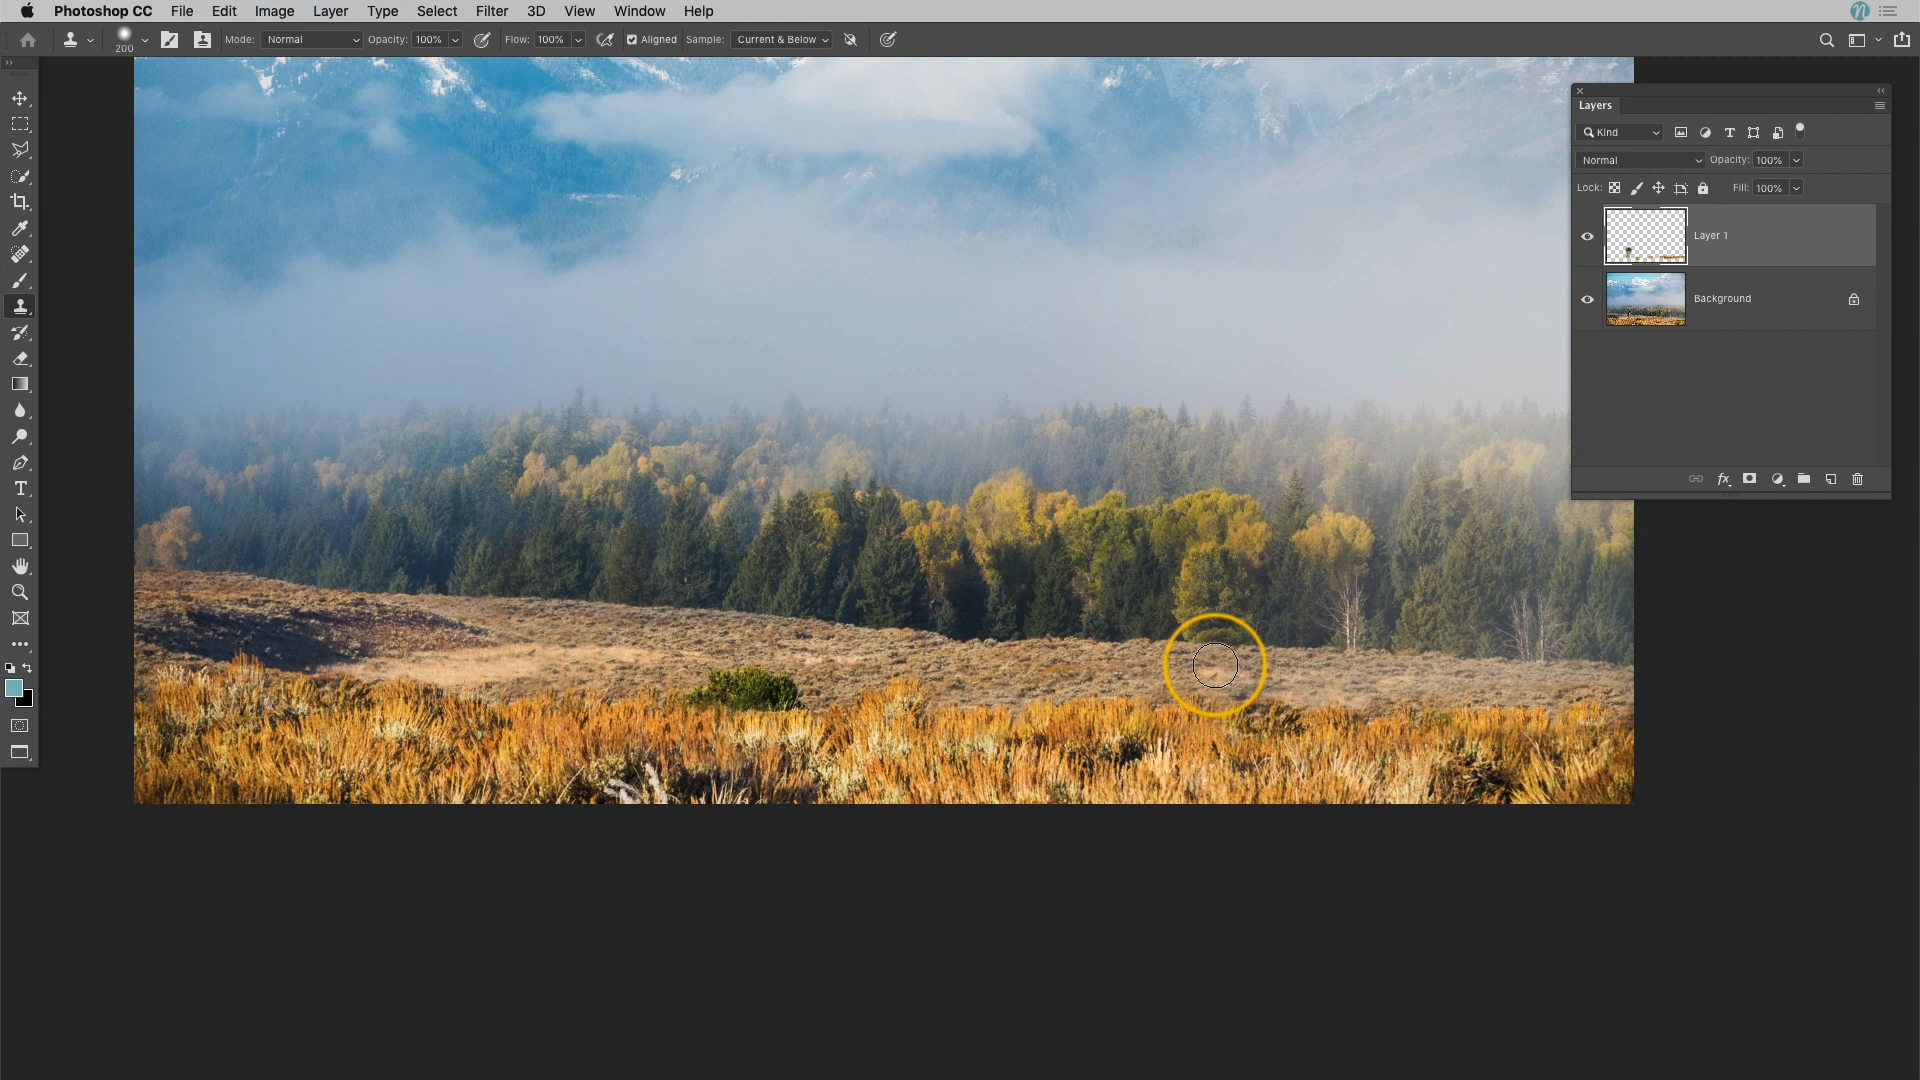 Photoshop CC File Edit Image Layer Type Select Filter 3D View Window Help
200 Mode: Normal Opacity: 100% Flow: 100% Aligned Sample: Current & Below
Layers
Kind
Normal Opacity: 100%
Lock: Fill: 100%
Layer 1
Background
fx